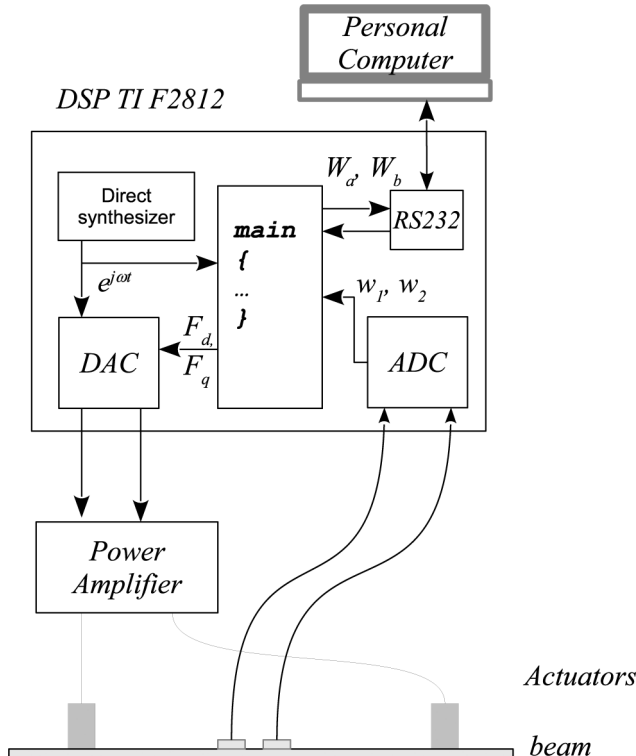 Personal
Computer
DSP TI F2812
Direct
synthesizer
W_a, W_b
RS232
main
{
...
}
e^{jωt}
w_1, w_2
F_d,
F_q
DAC
ADC
Power
Amplifier
Actuators
beam